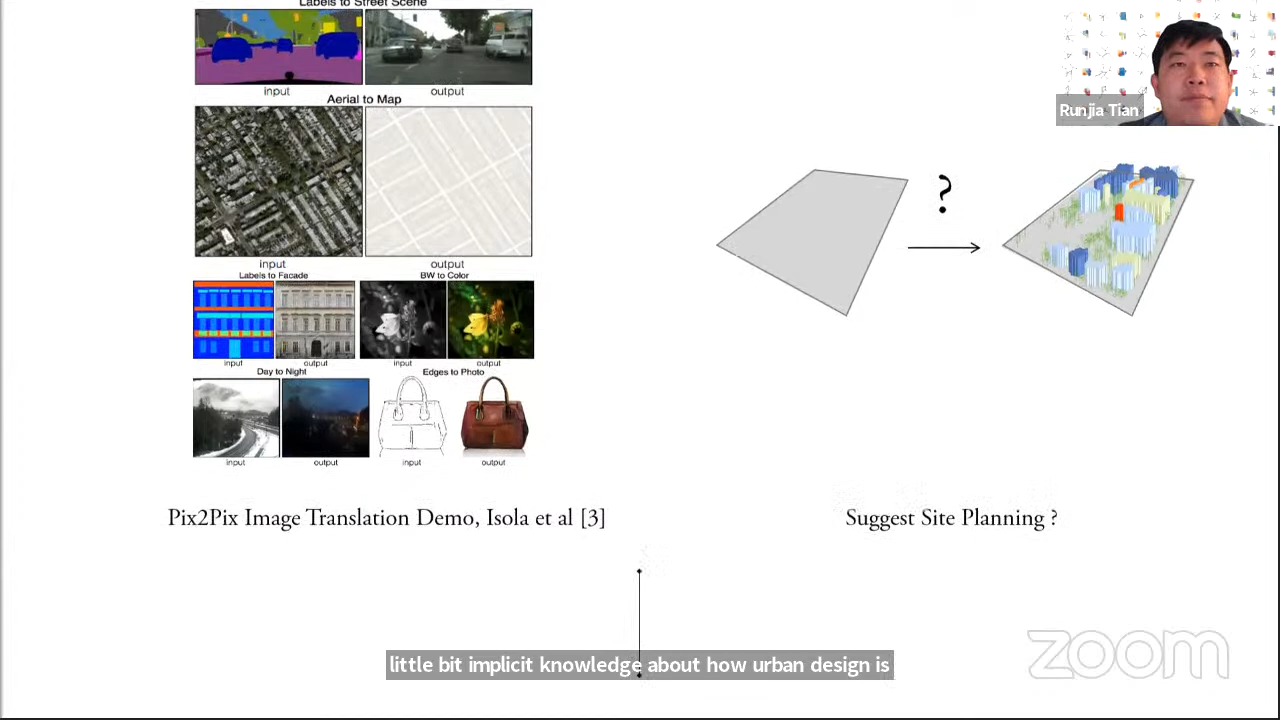 Labels to Street Scene
input output
Aerial to Map
input output
Labels to Facade BW to Color
input output input output
Day to Night Edges to Photo
input output input output
Pix2Pix Image Translation Demo, Isola et al [3]
Runjia Tian
?
Suggest Site Planning ?
little bit implicit knowledge about how urban design is
zoom